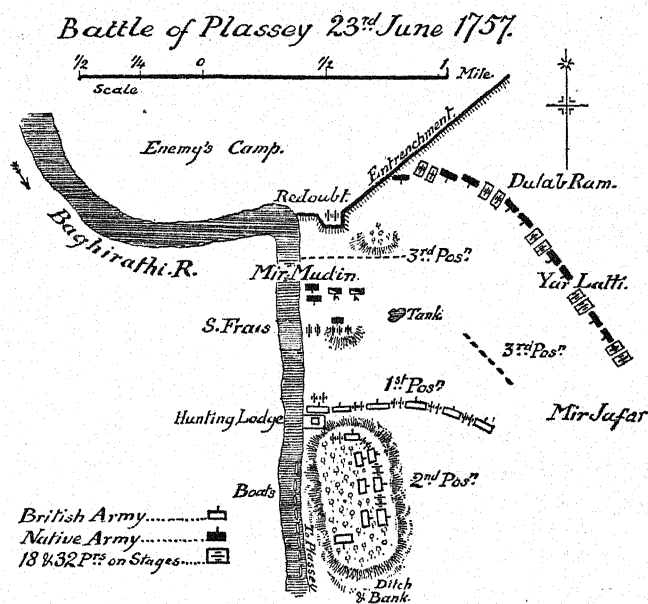 Battle of Plassey 23rd June 1757.
1/2 1/4 0 1/2 1 Mile.
Scale
Enemy's Camp.
Entrenchment.
Redoubt.
Dulab Ram.
Baghirathi. R.
3rd Posn
Mir. Mudin.
Yar Latti.
S. Frais
Tank.
3rd Posn
1st Posn
Hunting Lodge
Mir Jafar
2nd Posn
Boats
British Army
Native Army
18 & 32 Prs on Stages
To Plassey
Ditch
& Bank.